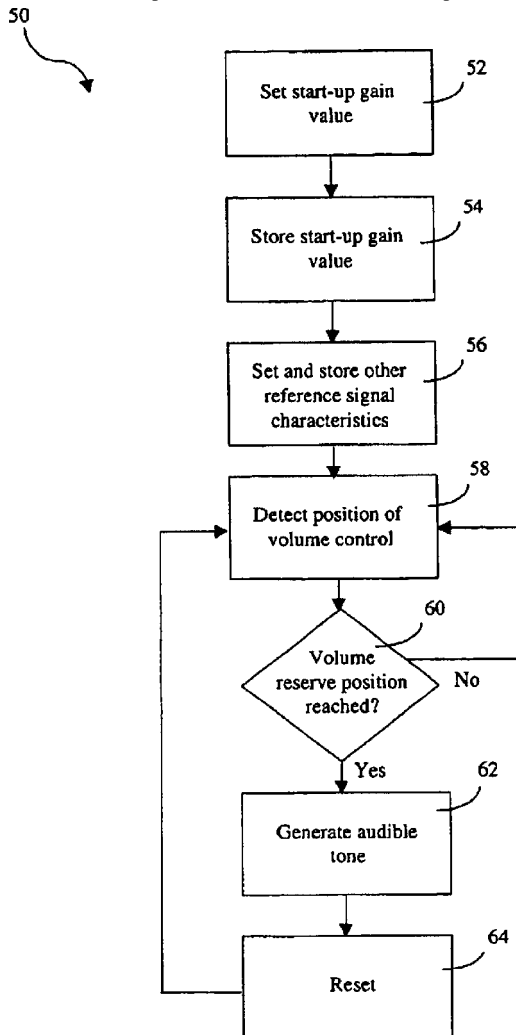 50
52
Set start-up gain
value
54
Store start-up gain
value
56
Set and store other
reference signal
characteristics
58
Detect position of
volume control
60
Volume
reserve position
reached?
No
Yes
62
Generate audible
tone
64
Reset